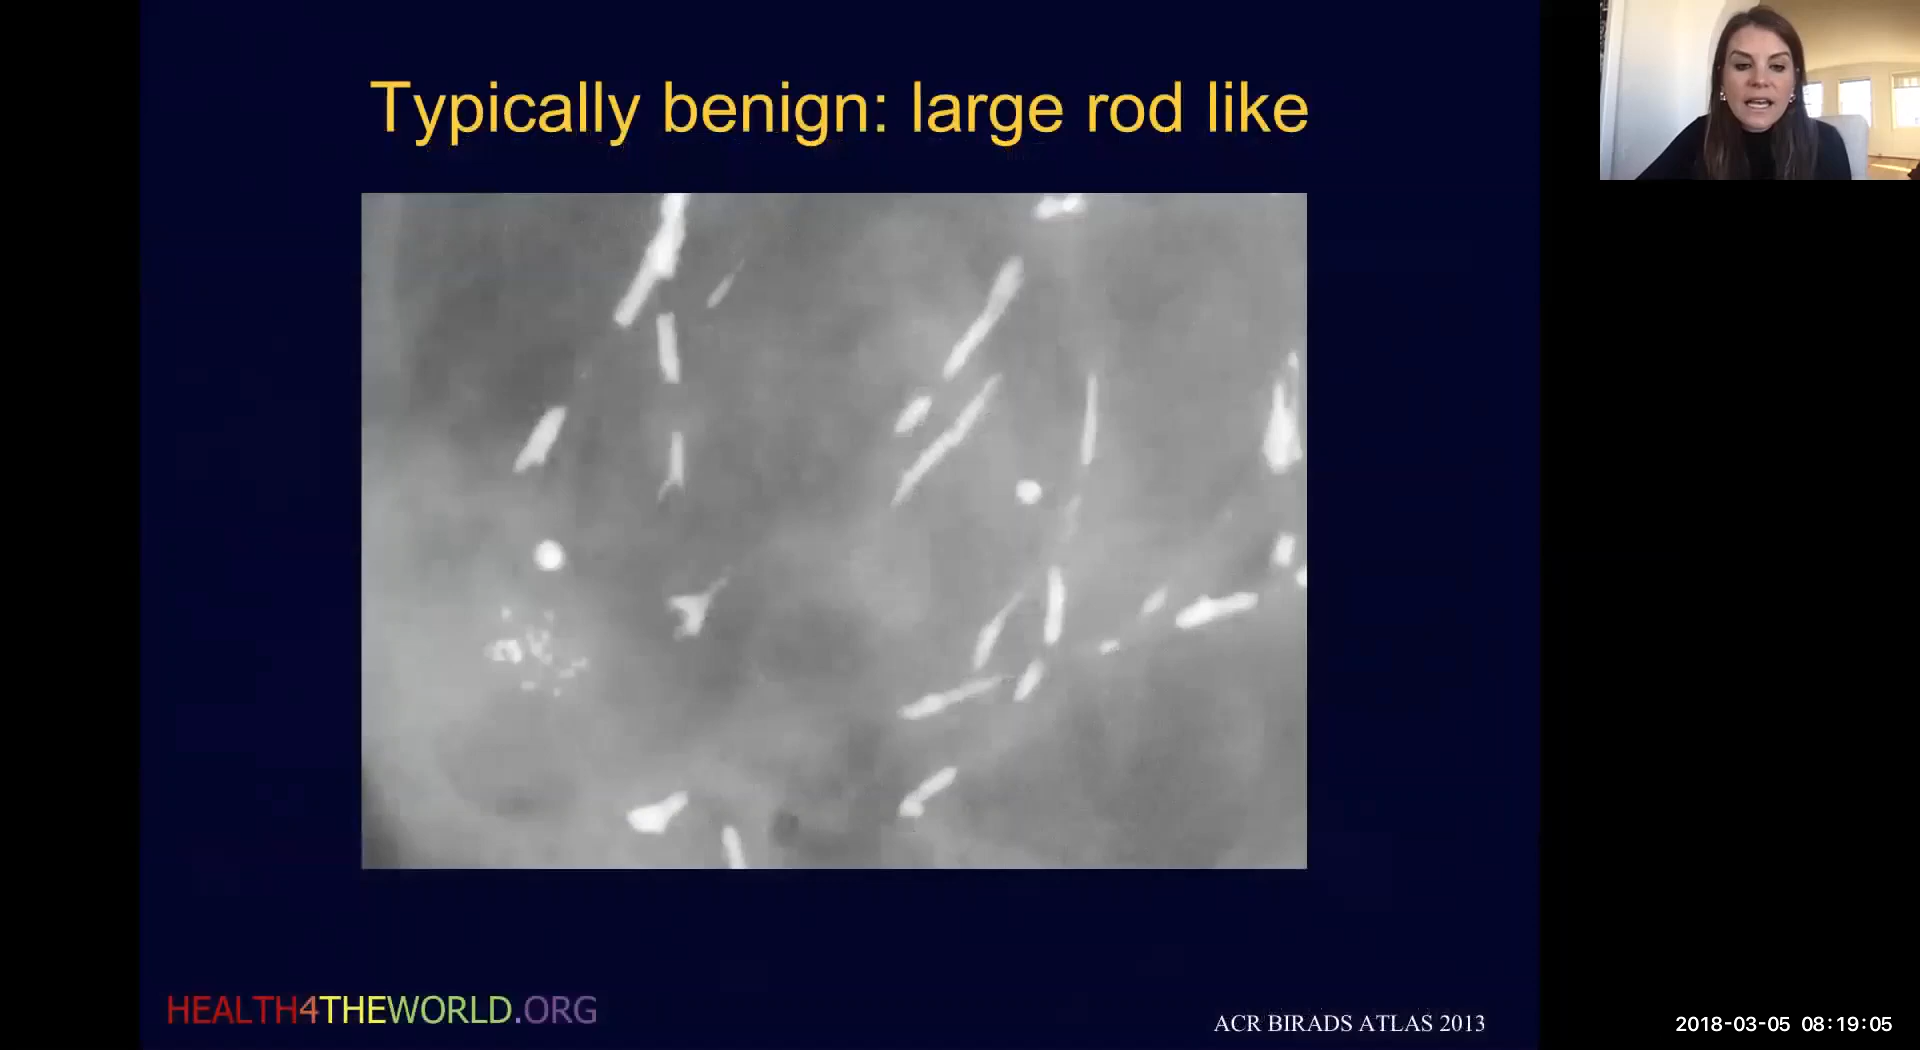 Typically benign: large rod like
HEALTH4THEWORLD.ORG
ACR BIRADS ATLAS 2013
2018-03-05 08:19:05